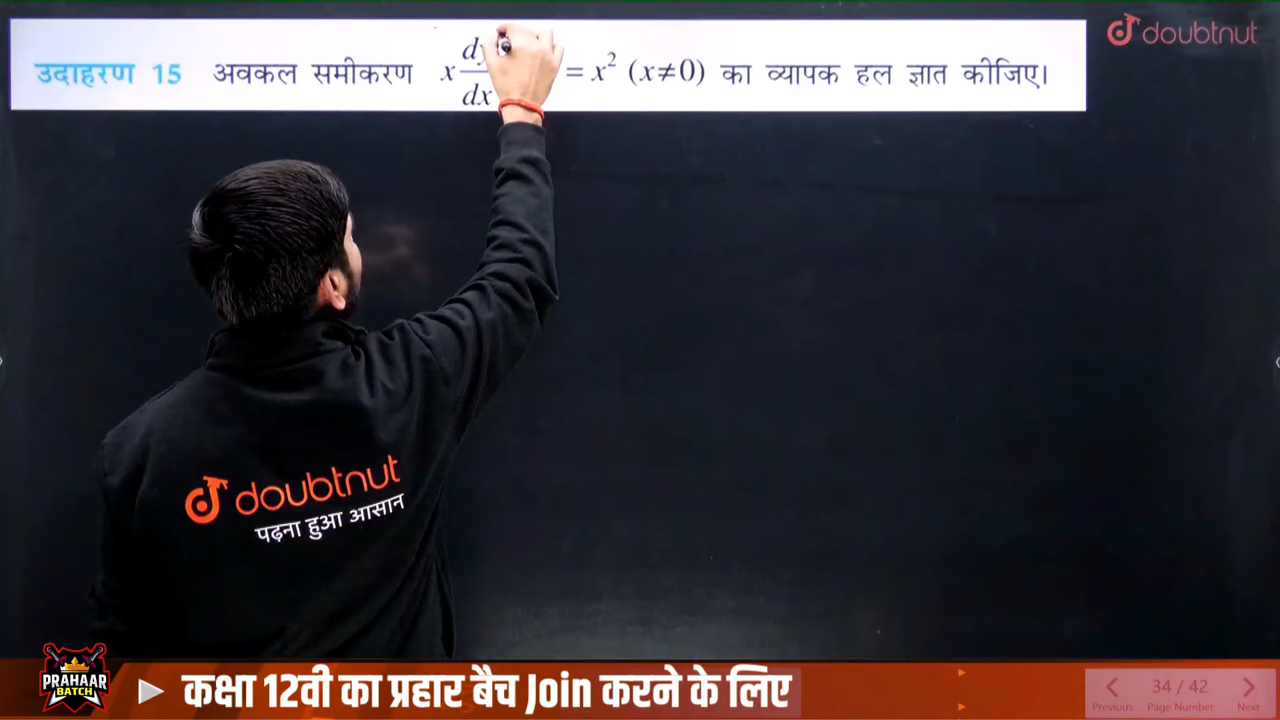 doubtnut
उदाहरण 15 अवकल समीकरण x dy/dx = x² (x≠0) का व्यापक हल ज्ञात कीजिए।
doubtnut
पढ़ना हुआ आसान
PRAHAAR
BATCH
कक्षा 12वी का प्रहार बैच Join करने के लिए
34 / 42
Previous Page Number Next